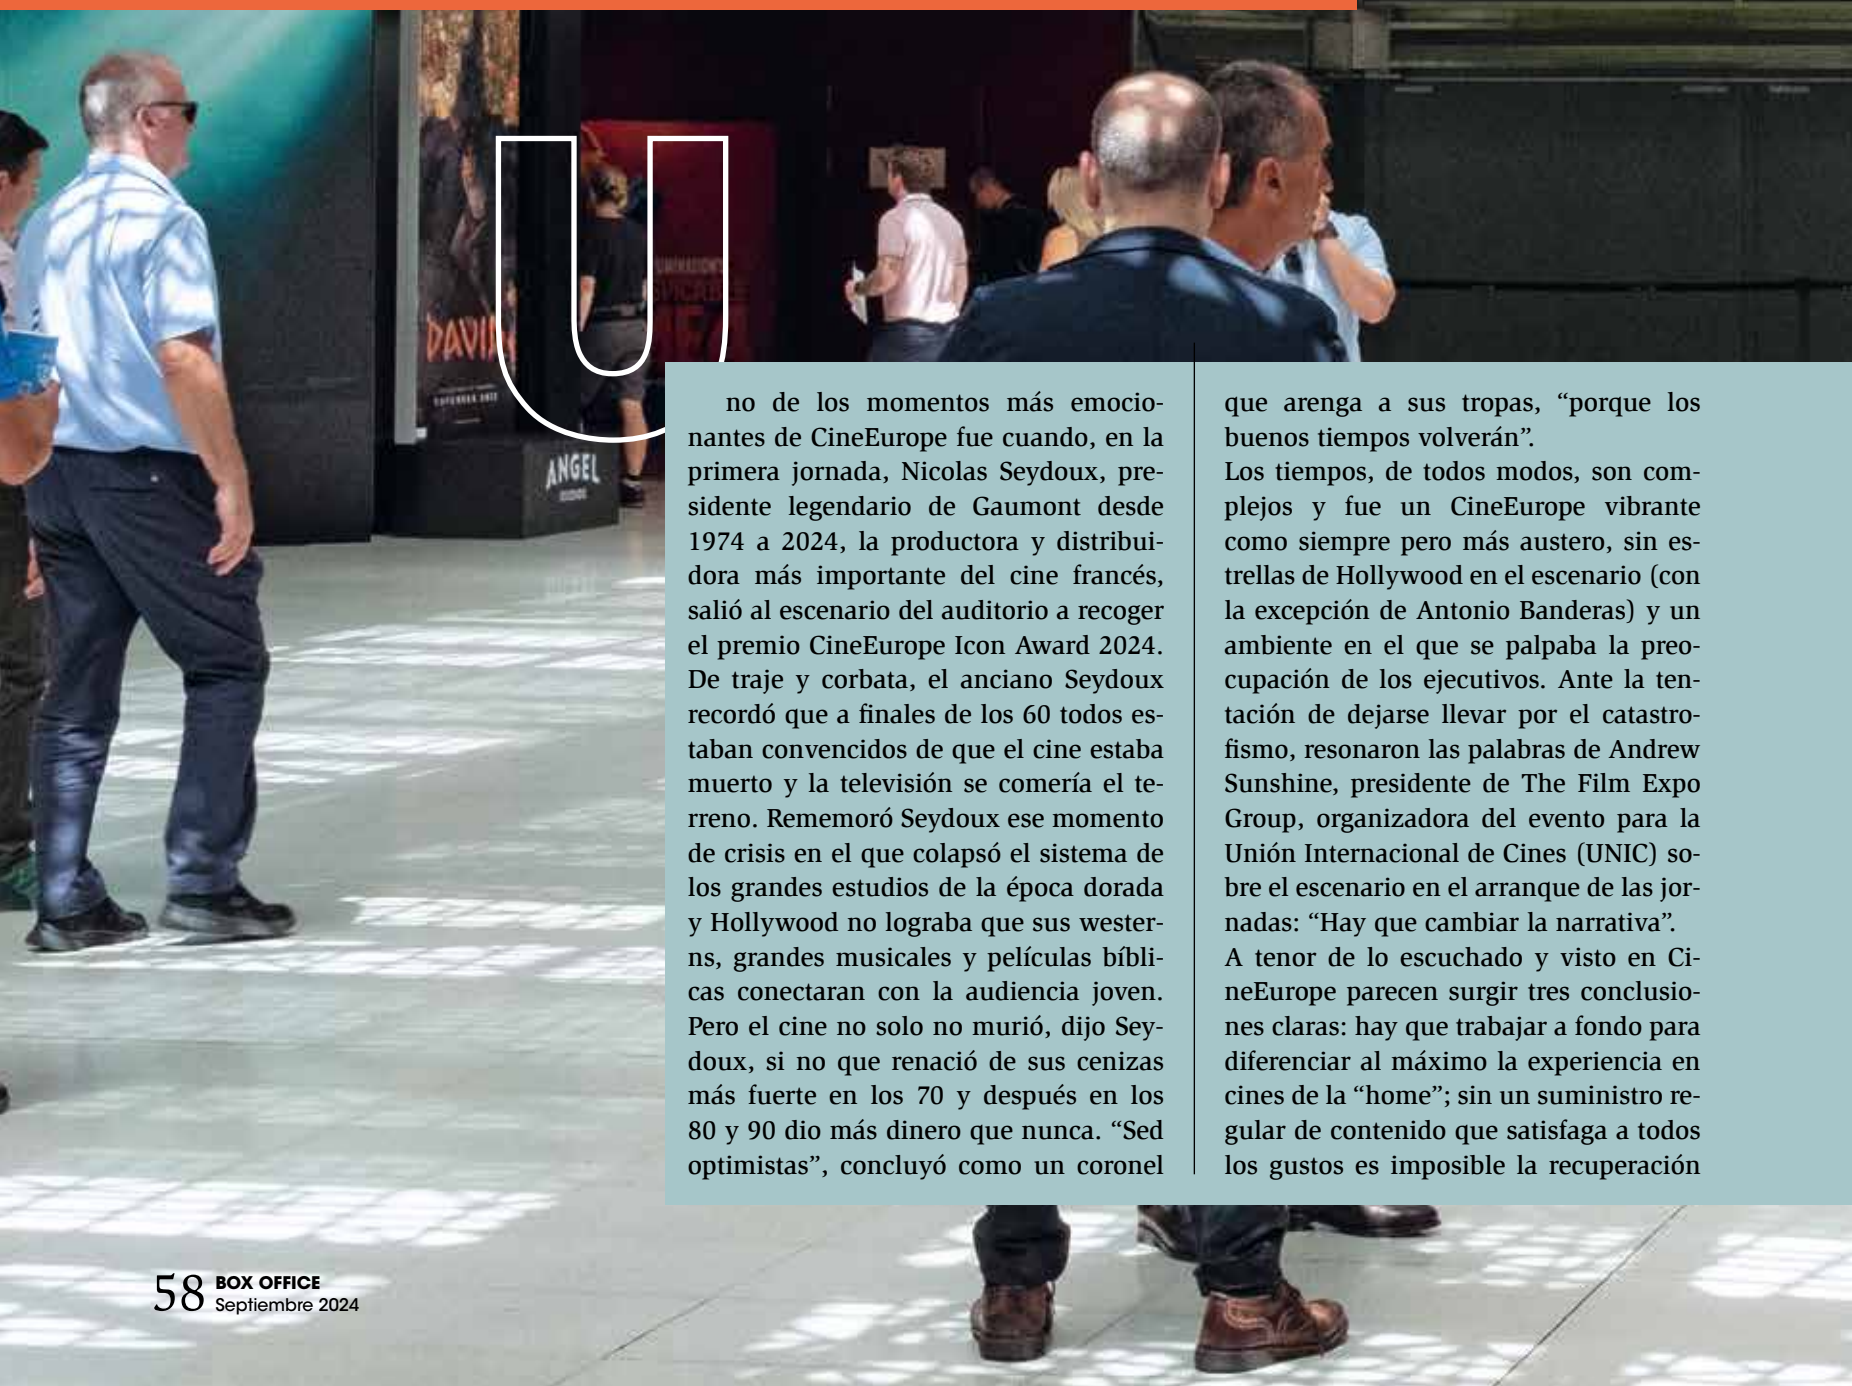 DAVID
ANGEL
STUDIOS
U
no de los momentos más emocio-
nantes de CineEurope fue cuando, en la
primera jornada, Nicolas Seydoux, pre-
sidente legendario de Gaumont desde
1974 a 2024, la productora y distribui-
dora más importante del cine francés,
salió al escenario del auditorio a recoger
el premio CineEurope Icon Award 2024.
De traje y corbata, el anciano Seydoux
recordó que a finales de los 60 todos es-
taban convencidos de que el cine estaba
muerto y la televisión se comería el te-
rreno. Rememoró Seydoux ese momento
de crisis en el que colapsó el sistema de
los grandes estudios de la época dorada
y Hollywood no lograba que sus wester-
ns, grandes musicales y películas bíbli-
cas conectaran con la audiencia joven.
Pero el cine no solo no murió, dijo Sey-
doux, si no que renació de sus cenizas
más fuerte en los 70 y después en los
80 y 90 dio más dinero que nunca. “Sed
optimistas”, concluyó como un coronel
que arenga a sus tropas, “porque los
buenos tiempos volverán”.
Los tiempos, de todos modos, son com-
plejos y fue un CineEurope vibrante
como siempre pero más austero, sin es-
trellas de Hollywood en el escenario (con
la excepción de Antonio Banderas) y un
ambiente en el que se palpaba la preo-
cupación de los ejecutivos. Ante la ten-
tación de dejarse llevar por el catastro-
fismo, resonaron las palabras de Andrew
Sunshine, presidente de The Film Expo
Group, organizadora del evento para la
Unión Internacional de Cines (UNIC) so-
bre el escenario en el arranque de las jor-
nadas: “Hay que cambiar la narrativa”.
A tenor de lo escuchado y visto en Ci-
neEurope parecen surgir tres conclusio-
nes claras: hay que trabajar a fondo para
diferenciar al máximo la experiencia en
cines de la “home”; sin un suministro re-
gular de contenido que satisfaga a todos
los gustos es imposible la recuperación
58 BOX OFFICE
Septiembre 2024